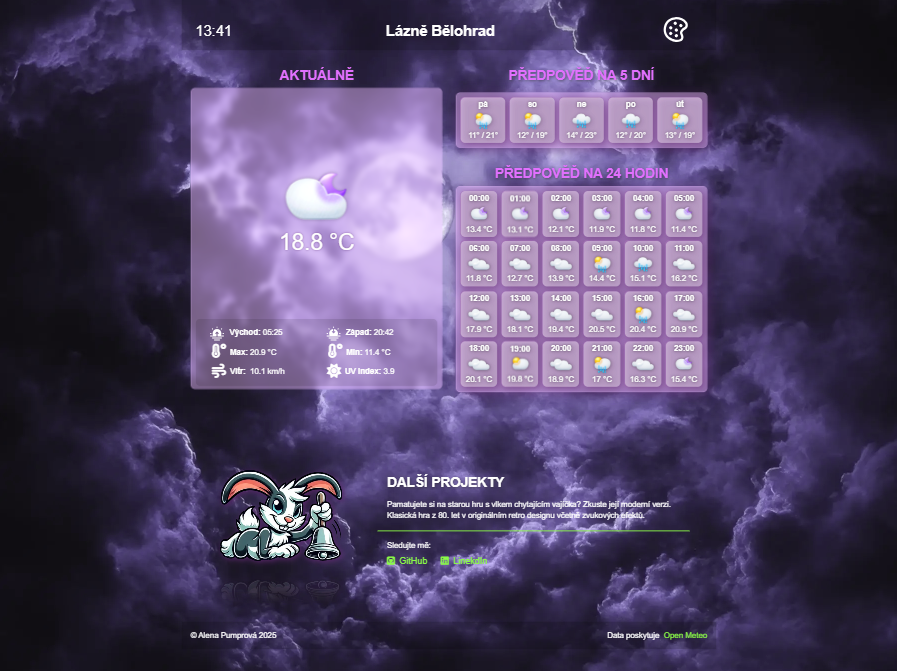 13:41
Lázně Bělohrad
AKTUÁLNĚ
18.8 °C
Východ: 05:25
Západ: 20:42
Max: 20.9 °C
Min: 11.4 °C
Vítr: 10.1 km/h
UV Index: 3.9
PŘEDPOVĚĎ NA 5 DNÍ
pá so ne po út
11° / 21° 12° / 19° 14° / 23° 12° / 20° 13° / 19°
PŘEDPOVĚĎ NA 24 HODIN
00:00 01:00 02:00 03:00 04:00 05:00
13.4 °C 13.1 °C 12.1 °C 11.9 °C 11.8 °C 11.4 °C
06:00 07:00 08:00 09:00 10:00 11:00
11.8 °C 12.7 °C 13.9 °C 14.4 °C 15.1 °C 16.2 °C
12:00 13:00 14:00 15:00 16:00 17:00
17.9 °C 18.1 °C 19.4 °C 20.5 °C 20.4 °C 20.9 °C
18:00 19:00 20:00 21:00 22:00 23:00
20.1 °C 19.8 °C 18.9 °C 17 °C 16.3 °C 15.4 °C
DALŠÍ PROJEKTY
Pamatujete si na starou hru s vlkem chytajícím vajíčka? Zkuste její moderní verzi.
Klasická hra z 80. let v originálním retro designu včetně zvukových efektů.
Sledujte mě:
GitHub
LinekdIn
© Alena Pumprová 2025
Data poskytuje Open Meteo